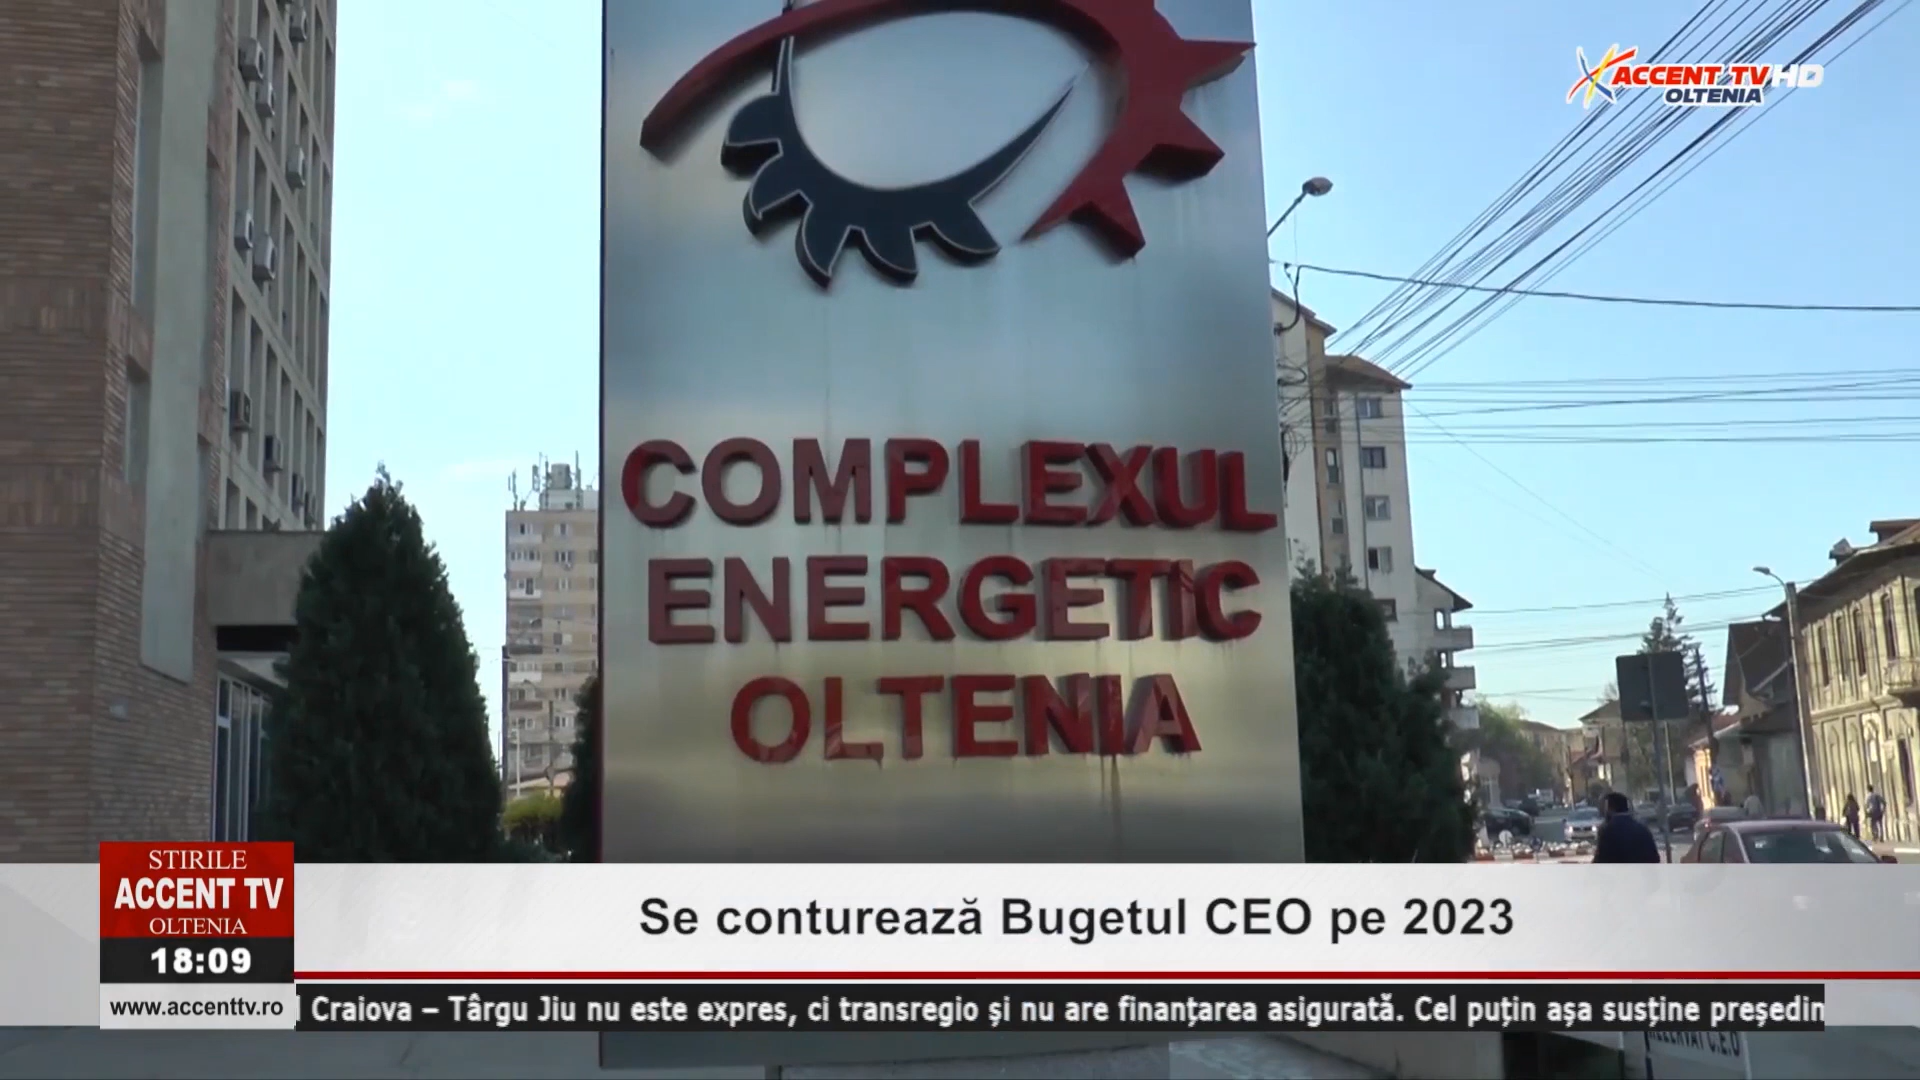 ACCENT TV HD
OLTENIA
COMPLEXUL
ENERGETIC
OLTENIA
STIRILE
ACCENT TV
OLTENIA
18:09
Se conturează Bugetul CEO pe 2023
www.accenttv.ro
l Craiova – Târgu Jiu nu este expres, ci transregio și nu are finanțarea asigurată. Cel puțin așa susține președin
REZERVAT C.E.O